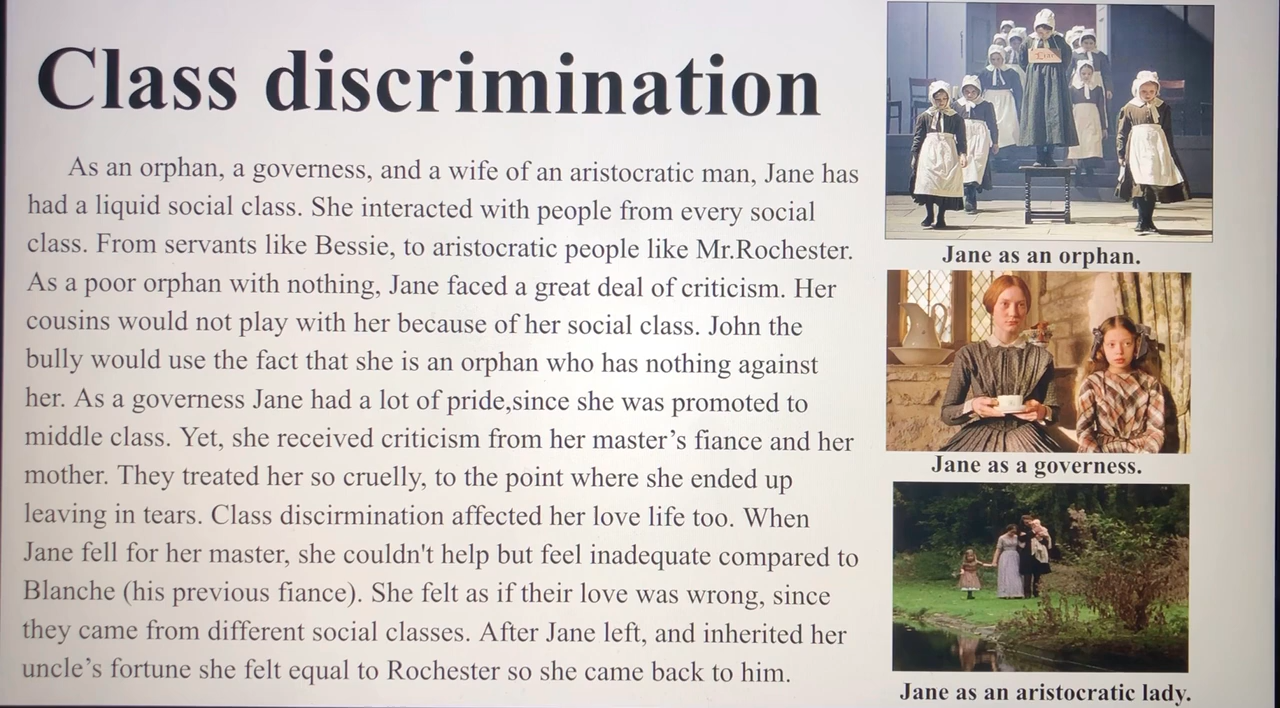 Class discrimination
As an orphan, a governess, and a wife of an aristocratic man, Jane has
had a liquid social class. She interacted with people from every social
class. From servants like Bessie, to aristocratic people like Mr.Rochester.
As a poor orphan with nothing, Jane faced a great deal of criticism. Her
cousins would not play with her because of her social class. John the
bully would use the fact that she is an orphan who has nothing against
her. As a governess Jane had a lot of pride,since she was promoted to
middle class. Yet, she received criticism from her master’s fiance and her
mother. They treated her so cruelly, to the point where she ended up
leaving in tears. Class discirmination affected her love life too. When
Jane fell for her master, she couldn't help but feel inadequate compared to
Blanche (his previous fiance). She felt as if their love was wrong, since
they came from different social classes. After Jane left, and inherited her
uncle’s fortune she felt equal to Rochester so she came back to him.
Jane as an orphan.
Jane as a governess.
Jane as an aristocratic lady.